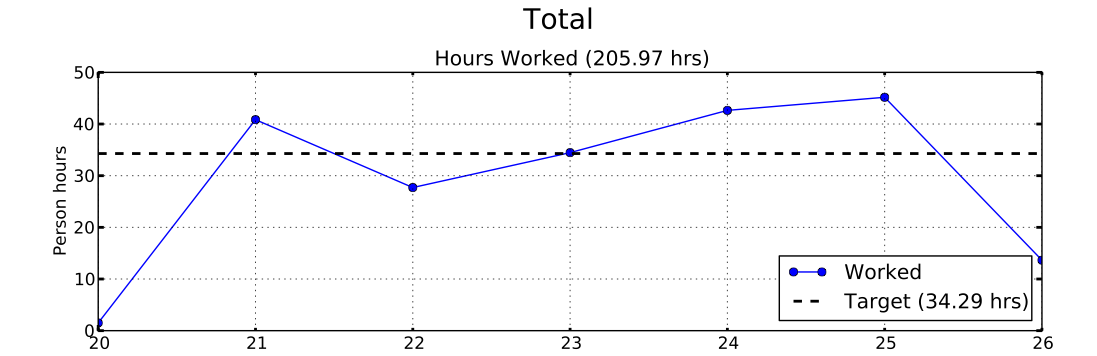 Total
Hours Worked (205.97 hrs)
50
40
30
20
10
0
Person hours
20 21 22 23 24 25 26
Worked
Target (34.29 hrs)